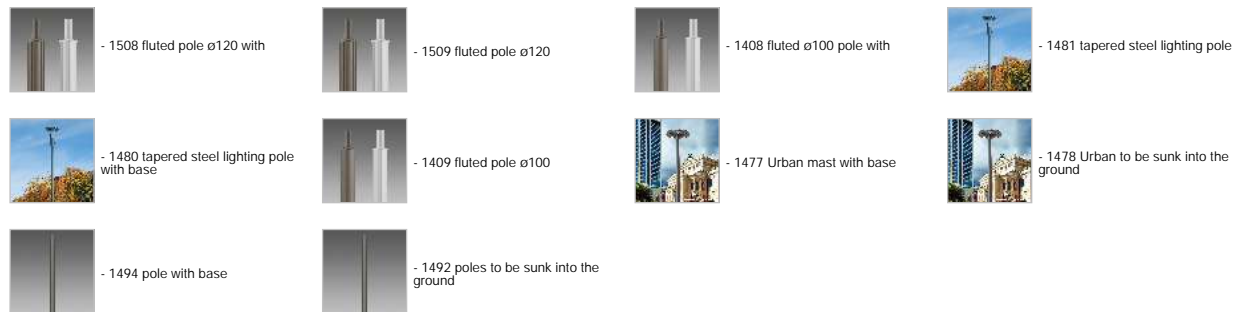 - 1508 fluted pole ø120 with
- 1509 fluted pole ø120
- 1408 fluted ø100 pole with
- 1481 tapered steel lighting pole
- 1480 tapered steel lighting pole
with base
- 1409 fluted pole ø100
- 1477 Urban mast with base
- 1478 Urban to be sunk into the
ground
- 1494 pole with base
- 1492 poles to be sunk into the
ground